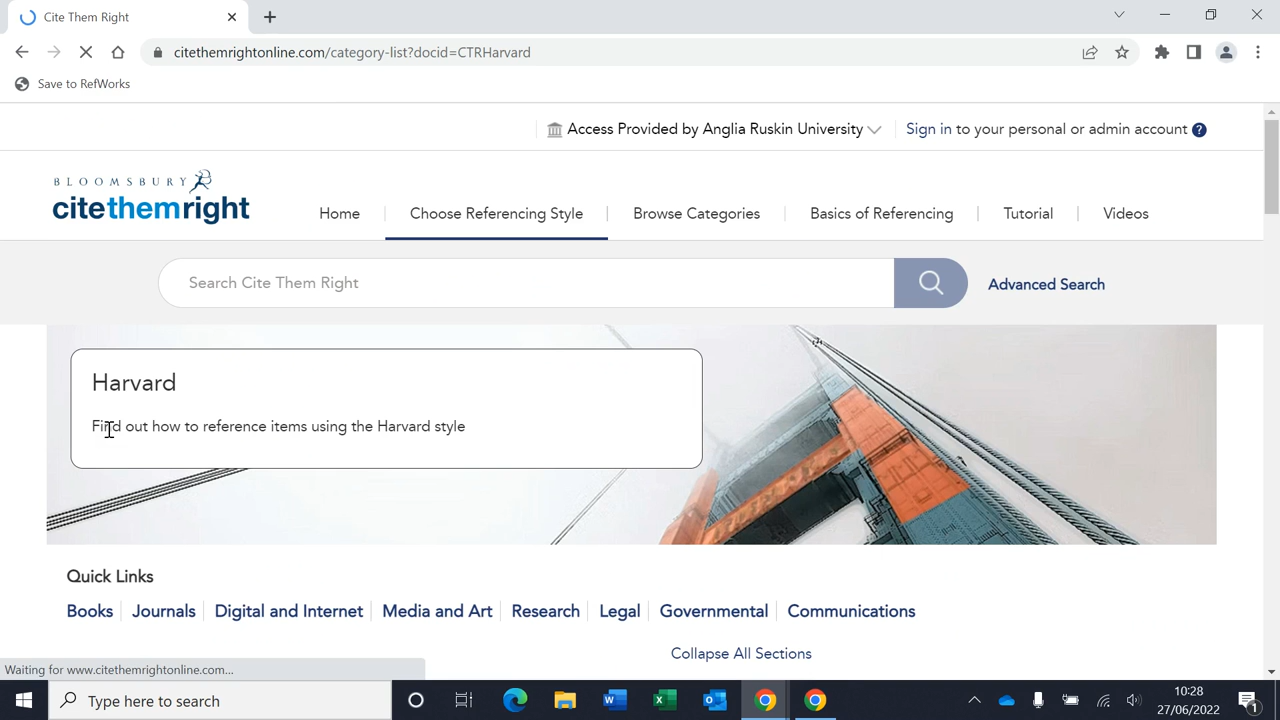 Cite Them Right
citethemrightonline.com/category-list?docid=CTRHarvard
Save to RefWorks
Access Provided by Anglia Ruskin University
Sign in to your personal or admin account ?
BLOOMSBURY
citethemright
Home
Choose Referencing Style
Browse Categories
Basics of Referencing
Tutorial
Videos
Search Cite Them Right
Advanced Search
Harvard
Find out how to reference items using the Harvard style
Quick Links
Books
Journals
Digital and Internet
Media and Art
Research
Legal
Governmental
Communications
Collapse All Sections
Waiting for www.citethemrightonline.com...
Type here to search
10:28
27/06/2022
1